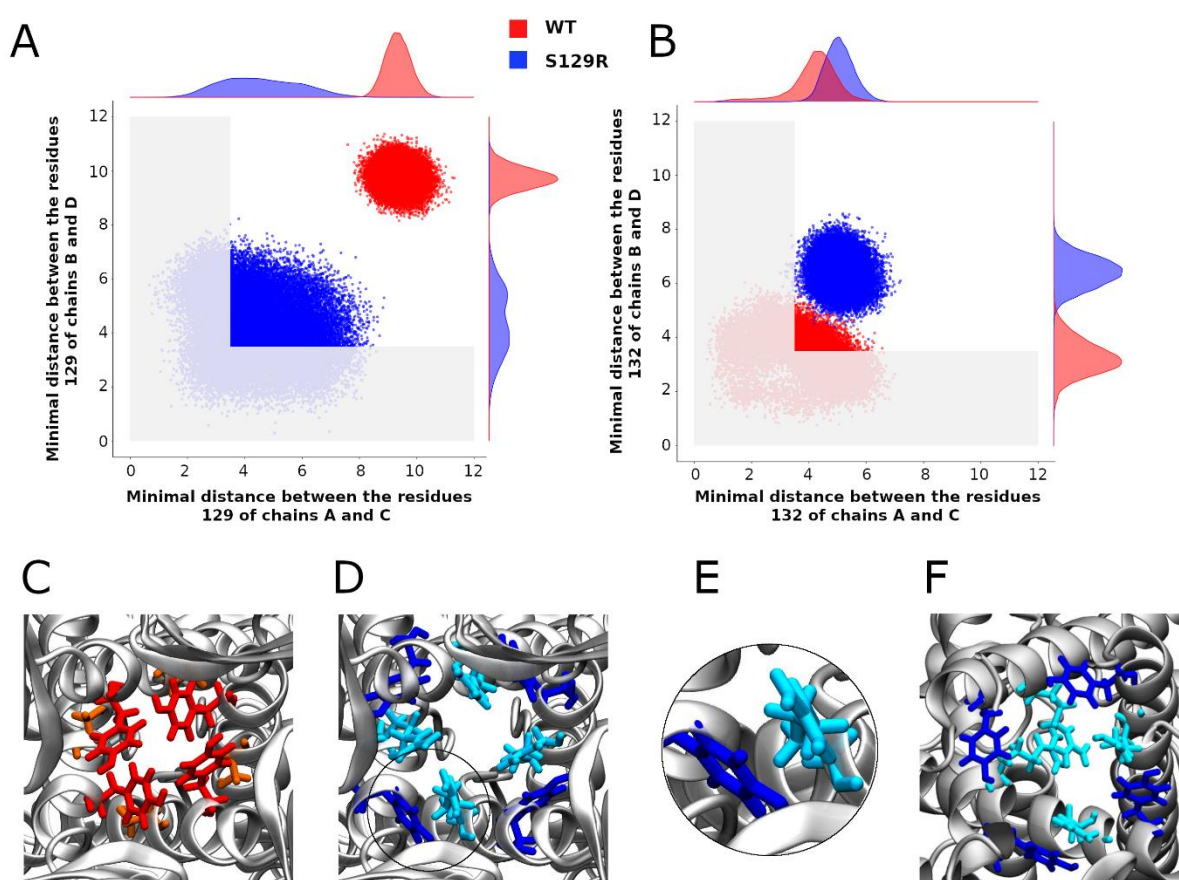 A
WT
S129R
B
Minimal distance between the residues
129 of chains B and D
12
10
8
6
4
2
0
0 2 4 6 8 10 12
Minimal distance between the residues
129 of chains A and C
Minimal distance between the residues
132 of chains B and D
12
10
8
6
4
2
0
0 2 4 6 8 10 12
Minimal distance between the residues
132 of chains A and C
C
D
E
F